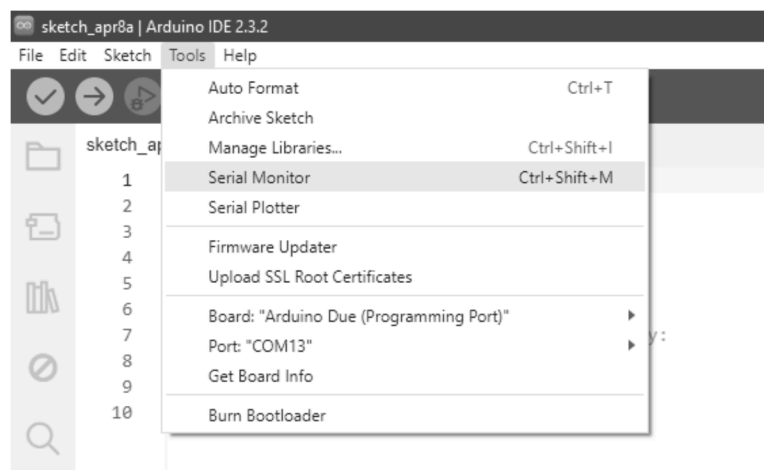 sketch_apr8a | Arduino IDE 2.3.2
File Edit Sketch Tools Help
Auto Format Ctrl+T
Archive Sketch
sketch_ap
Manage Libraries... Ctrl+Shift+I
1
Serial Monitor Ctrl+Shift+M
2
Serial Plotter
3
Firmware Updater
4
Upload SSL Root Certificates
5
6
Board: "Arduino Due (Programming Port)"
7
y:
Port: "COM13"
8
Get Board Info
9
10
Burn Bootloader